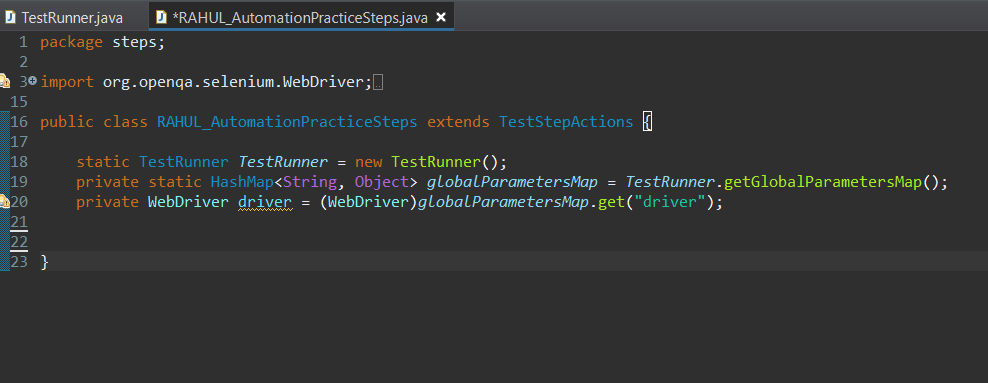 TestRunner.java *RAHUL_AutomationPracticeSteps.java
1 package steps;
2
3 import org.openqa.selenium.WebDriver;
15
16 public class RAHUL_AutomationPracticeSteps extends TestStepActions {
17
18 static TestRunner TestRunner = new TestRunner();
19 private static HashMap<String, Object> globalParametersMap = TestRunner.getGlobalParametersMap();
20 private WebDriver driver = (WebDriver)globalParametersMap.get("driver");
21
22
23 }